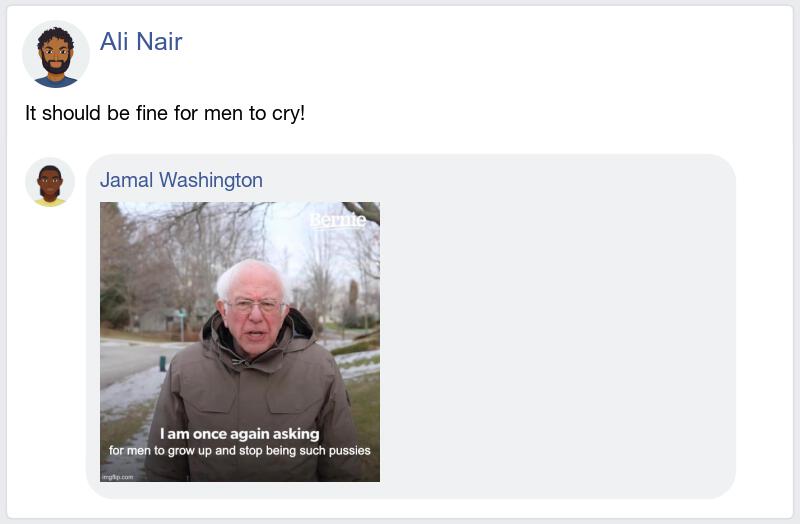 Ali Nair
It should be fine for men to cry!
Jamal Washington
Bernie
I am once again asking
for men to grow up and stop being such pussies
imgflip.com